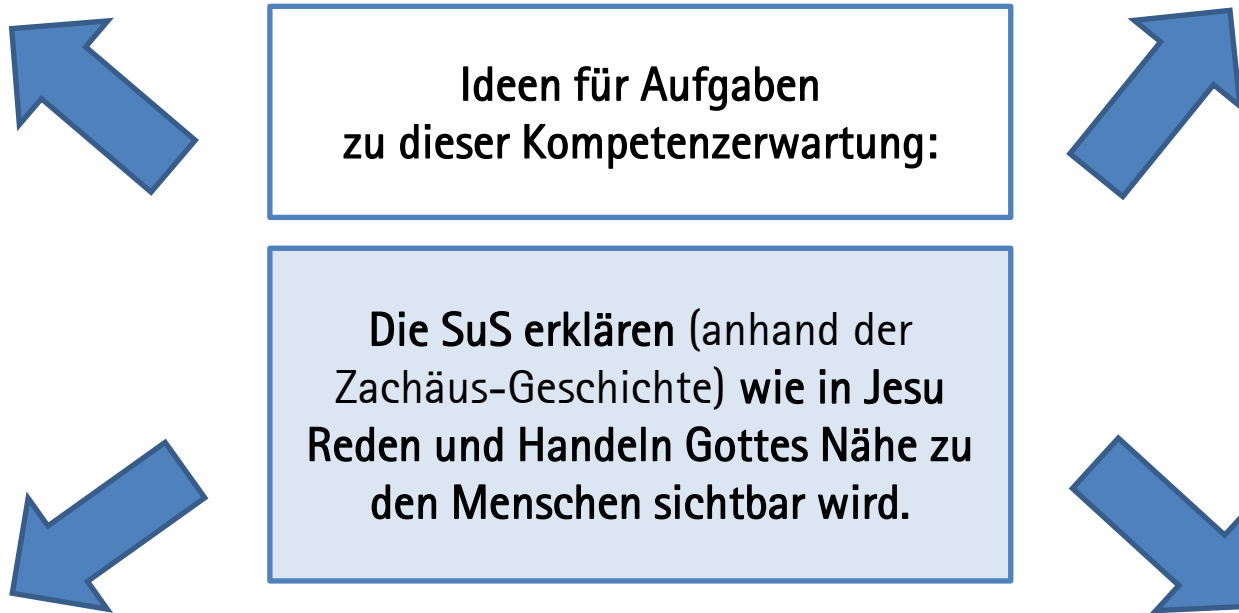 Ideen für Aufgaben
zu dieser Kompetenzerwartung:
Die SuS erklären (anhand der
Zachäus-Geschichte) wie in Jesu
Reden und Handeln Gottes Nähe zu
den Menschen sichtbar wird.